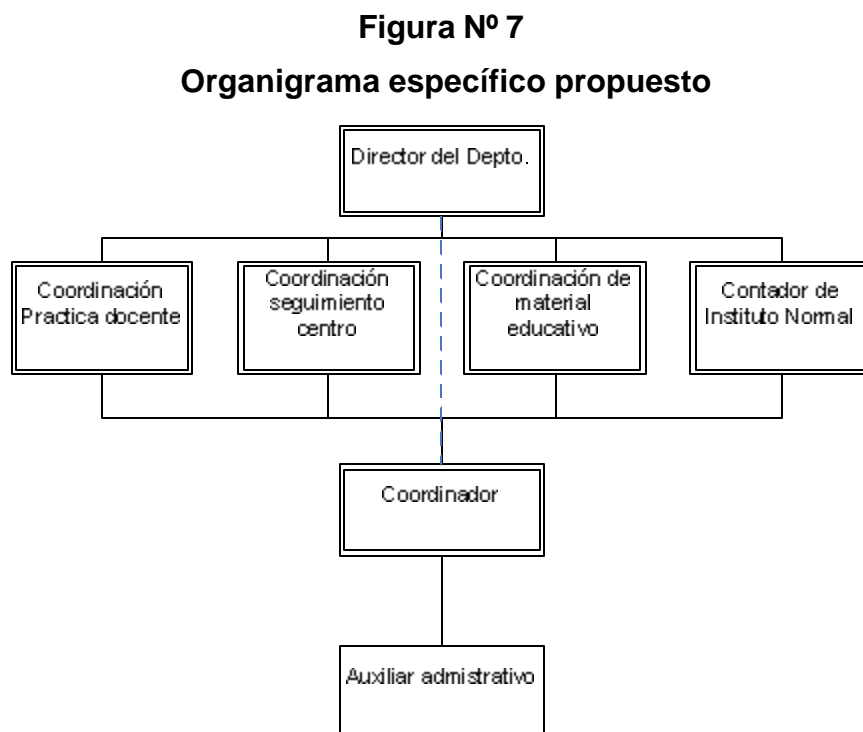 Figura Nº 7
Organigrama específico propuesto
Director del Depto.
Coordinación
Practica docente
Coordinación
seguimiento
centro
Coordinación de
material
educativo
Contador de
Instituto Normal
Coordinador
Auxiliar admistrativo